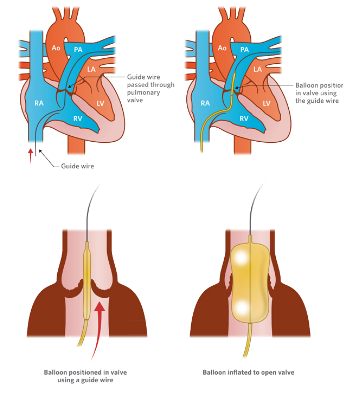 Ao
PA
LA
RA
LV
RV
Guide wire
passed through
pulmonary
valve
Guide wire
Ao
PA
LA
RA
LV
RV
Balloon position
in valve using
the guide wire
Balloon positioned in valve
using a guide wire
Balloon inflated to open valve